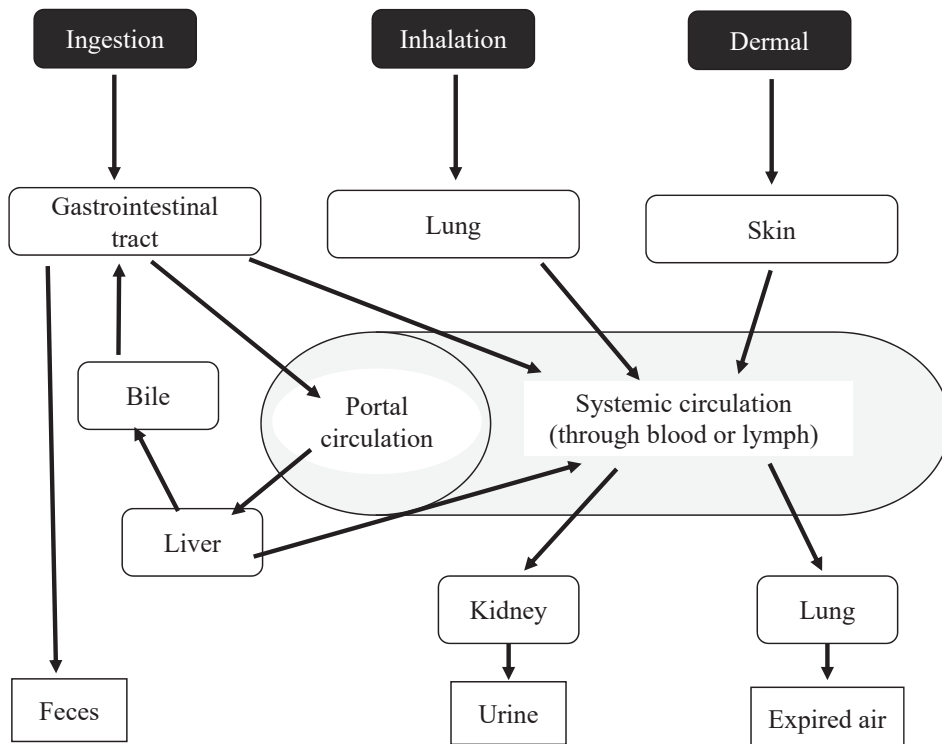 Ingestion
Inhalation
Dermal
Gastrointestinal
tract
Lung
Skin
Bile
Portal
circulation
Systemic circulation
(through blood or lymph)
Liver
Kidney
Lung
Feces
Urine
Expired air